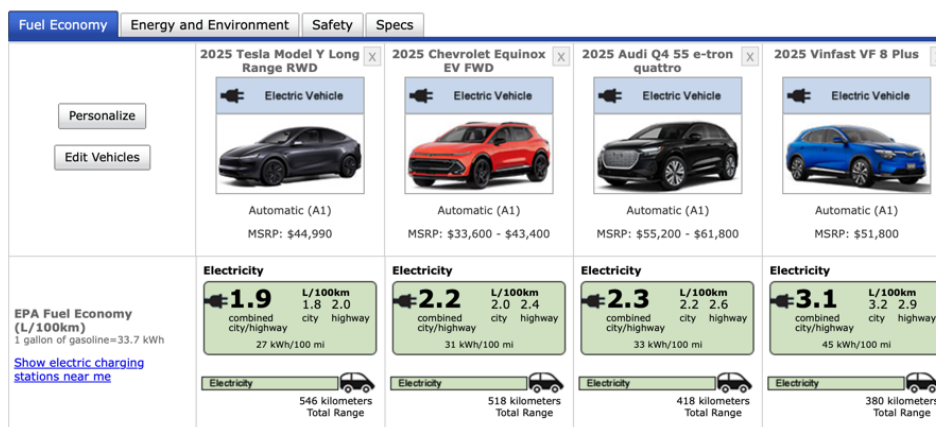 Fuel Economy
Energy and Environment
Safety
Specs
Personalize
Edit Vehicles
2025 Tesla Model Y Long
Range RWD
X
Electric Vehicle
Automatic (A1)
MSRP: $44,990
2025 Chevrolet Equinox
EV FWD
X
Electric Vehicle
Automatic (A1)
MSRP: $33,600 - $43,400
2025 Audi Q4 55 e-tron
quattro
X
Electric Vehicle
Automatic (A1)
MSRP: $55,200 - $61,800
2025 Vinfast VF 8 Plus
Electric Vehicle
Automatic (A1)
MSRP: $51,800
EPA Fuel Economy
(L/100km)
1 gallon of gasoline=33.7 kWh
Show electric charging
stations near me
Electricity
1.9
combined
city/highway
L/100km
1.8 2.0
city highway
27 kWh/100 mi
Electricity
546 kilometers
Total Range
Electricity
2.2
combined
city/highway
L/100km
2.0 2.4
city highway
31 kWh/100 mi
Electricity
518 kilometers
Total Range
Electricity
2.3
combined
city/highway
L/100km
2.2 2.6
city highway
33 kWh/100 mi
Electricity
418 kilometers
Total Range
Electricity
3.1
combined
city/highway
L/100km
3.2 2.9
city highway
45 kWh/100 mi
Electricity
380 kilometers
Total Range